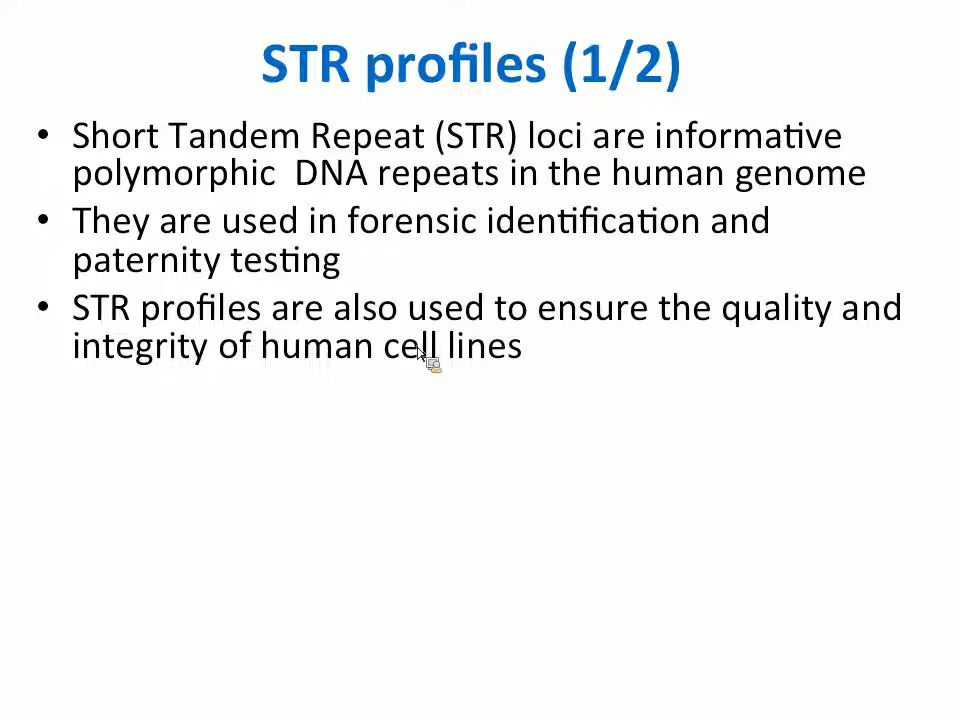 STR profiles (1/2)
• Short Tandem Repeat (STR) loci are informative
polymorphic  DNA repeats in the human genome
• They are used in forensic identification and
paternity testing
• STR profiles are also used to ensure the quality and
integrity of human cell lines